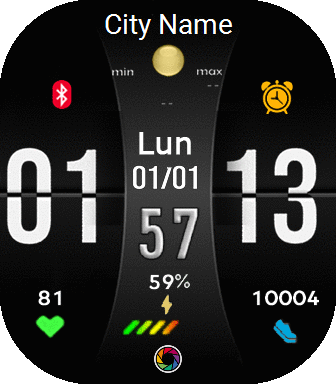 City Name
min max
-- --
--
Lun
01 01/01 13
57
59%
81 10004